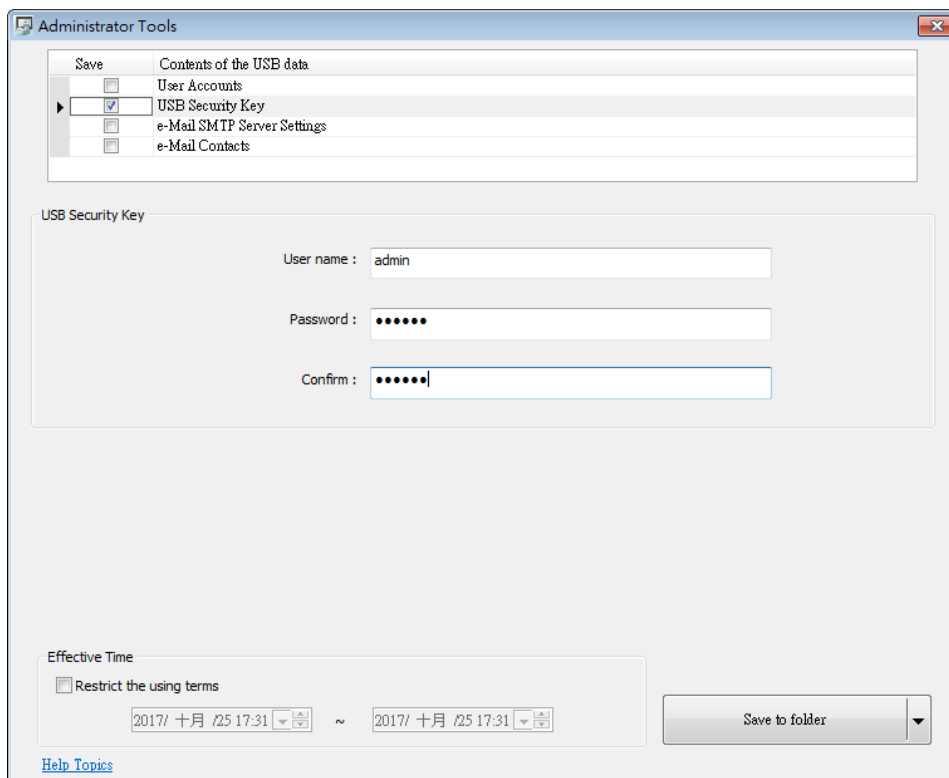 Administrator Tools
Save Contents of the USB data
User Accounts
USB Security Key
e-Mail SMTP Server Settings
e-Mail Contacts
USB Security Key
User name : admin
Password : ●●●●●●
Confirm : ●●●●●●
Effective Time
Restrict the using terms
2017/ 十月 /25 17:31 ~ 2017/ 十月 /25 17:31
Save to folder
Help Topics